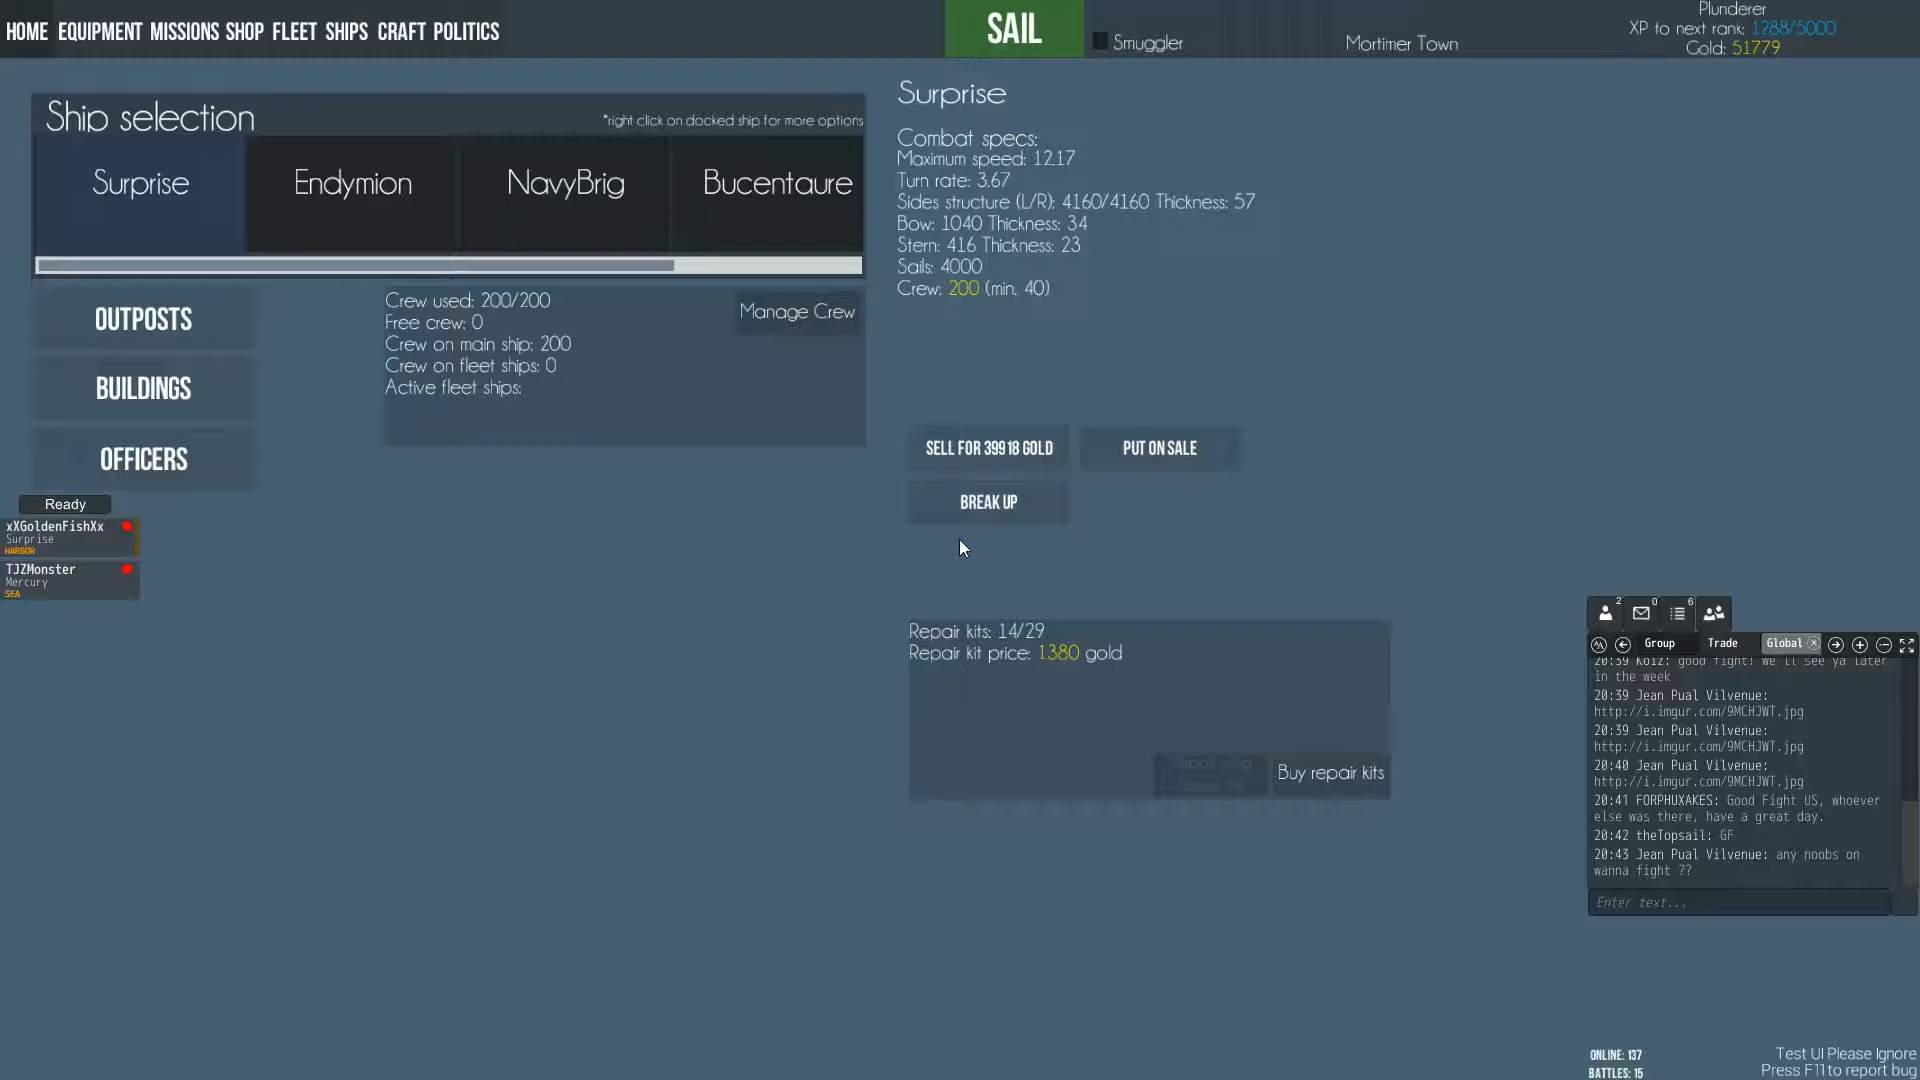 HOME EQUIPMENT MISSIONS SHOP FLEET SHIPS CRAFT POLITICS
SAIL
Smuggler
Mortimer Town
Plunderer
XP to next rank: 1288/5000
Gold: 51779
Ship selection
*right click on docked ship for more options
Surprise
Endymion
NavyBrig
Bucentaure
OUTPOSTS
BUILDINGS
OFFICERS
Crew used: 200/200
Free crew: 0
Crew on main ship: 200
Crew on fleet ships: 0
Active fleet ships:
Manage Crew
Surprise
Combat specs:
Maximum speed: 12.17
Turn rate: 3.67
Sides structure (L/R): 4160/4160 Thickness: 57
Bow: 1040 Thickness: 34
Stern: 416 Thickness: 23
Sails: 4000
Crew: 200 (min. 40)
SELL FOR 39918 GOLD
PUT ON SALE
BREAK UP
Ready
xXGoldenFishXx
Surprise
HARBOR
TJZMonster
Mercury
SEA
Repair kits: 14/29
Repair kit price: 1380 gold
Buy repair kits
2
0
6
Group
Trade
Global
good fight! we ll see ya later
in the week
20:39 Jean Pual Vilvenue:
http://i.imgur.com/9MCHJWT.jpg
20:39 Jean Pual Vilvenue:
http://i.imgur.com/9MCHJWT.jpg
20:40 Jean Pual Vilvenue:
http://i.imgur.com/9MCHJWT.jpg
20:41 FORPHUXAKES: Good Fight US, whoever
else was there, have a great day.
20:42 theTopsail: GF
20:43 Jean Pual Vilvenue: any noobs on
wanna fight ??
Enter text...
ONLINE: 137
BATTLES: 15
Test UI Please Ignore
Press F11 to report bug